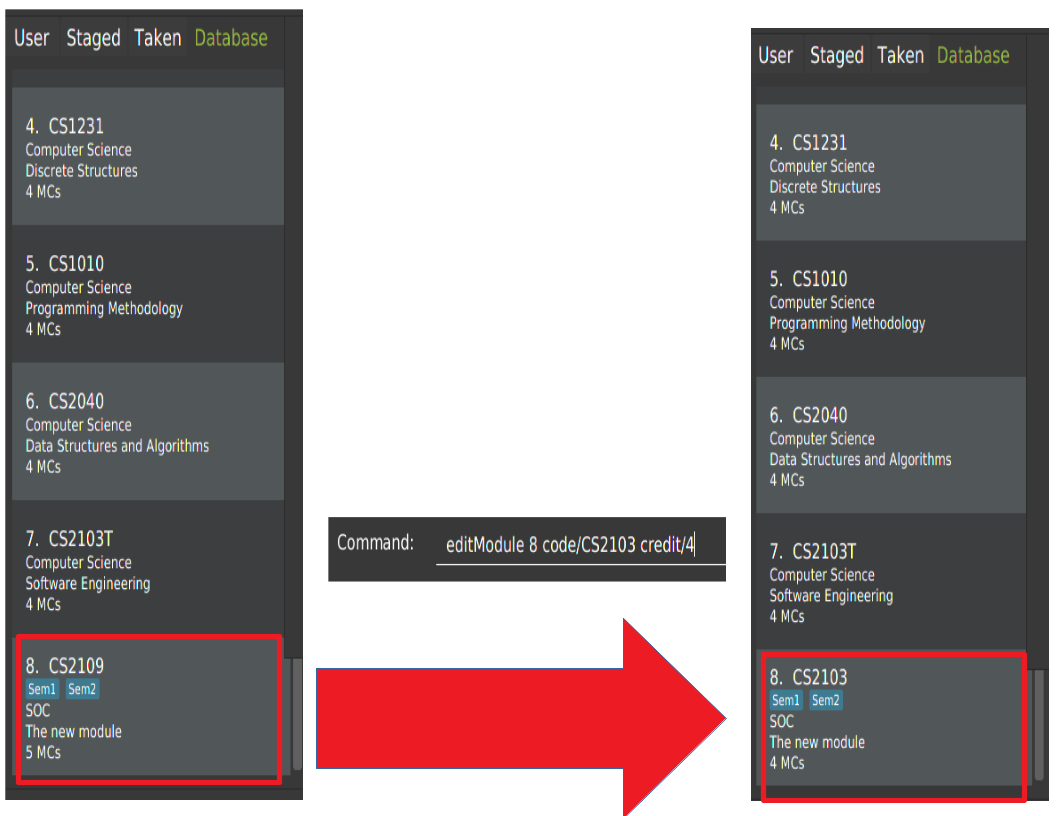 User Staged Taken Database
4. CS1231
Computer Science
Discrete Structures
4 MCs
5. CS1010
Computer Science
Programming Methodology
4 MCs
6. CS2040
Computer Science
Data Structures and Algorithms
4 MCs
7. CS2103T
Computer Science
Software Engineering
4 MCs
8. CS2109
Sem1 Sem2
SOC
The new module
5 MCs
Command: editModule 8 code/CS2103 credit/4
User Staged Taken Database
4. CS1231
Computer Science
Discrete Structures
4 MCs
5. CS1010
Computer Science
Programming Methodology
4 MCs
6. CS2040
Computer Science
Data Structures and Algorithms
4 MCs
7. CS2103T
Computer Science
Software Engineering
4 MCs
8. CS2103
Sem1 Sem2
SOC
The new module
4 MCs